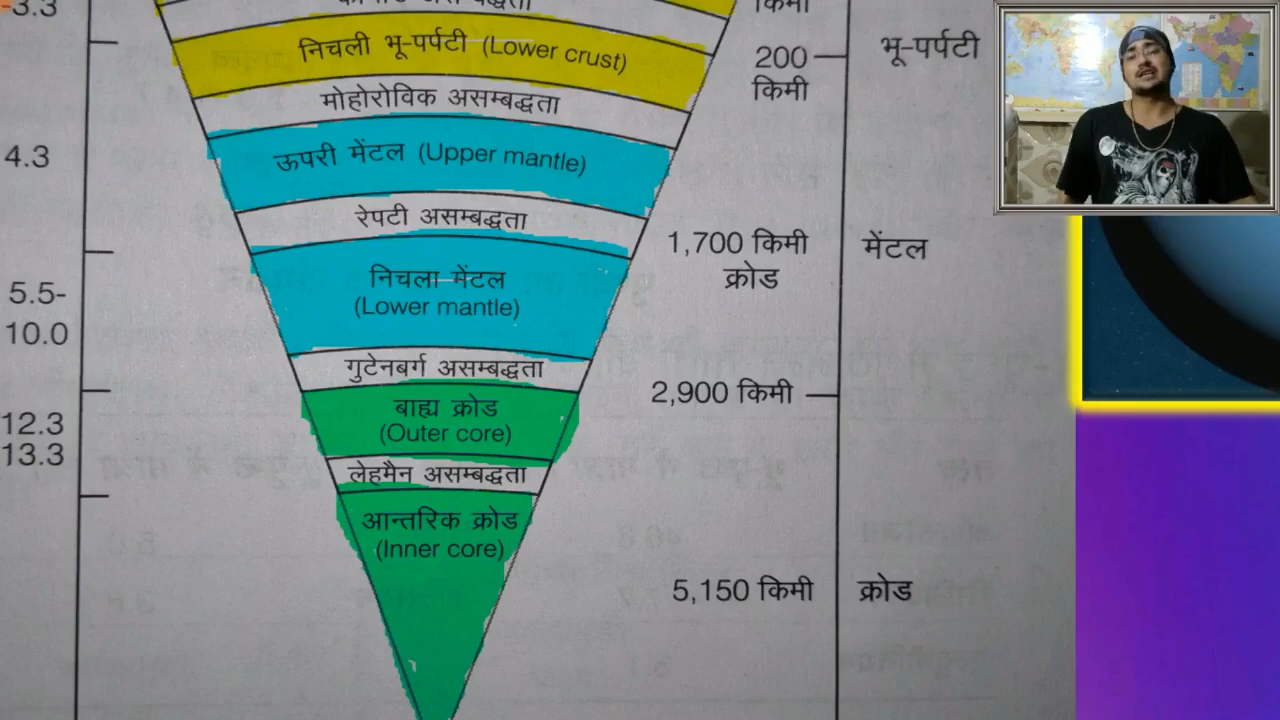 -3.3
किमी
निचली भू-पर्पटी (Lower crust)
200
किमी
भू-पर्पटी
मोहोरोविक असम्बद्धता
4.3
ऊपरी मेंटल (Upper mantle)
रेपटी असम्बद्धता
1,700 किमी
क्रोड
मेंटल
5.5-
10.0
निचला मेंटल
(Lower mantle)
गुटेनबर्ग असम्बद्धता
2,900 किमी
12.3
13.3
बाह्य क्रोड
(Outer core)
लेहमैन असम्बद्धता
आन्तरिक क्रोड
(Inner core)
5,150 किमी
क्रोड